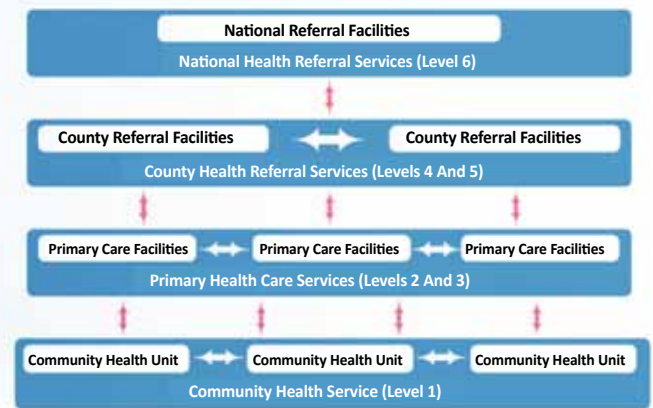 National Referral Facilities
National Health Referral Services (Level 6)
County Referral Facilities County Referral Facilities
County Health Referral Services (Levels 4 And 5)
Primary Care Facilities Primary Care Facilities Primary Care Facilities
Primary Health Care Services (Levels 2 And 3)
Community Health Unit Community Health Unit Community Health Unit
Community Health Service (Level 1)